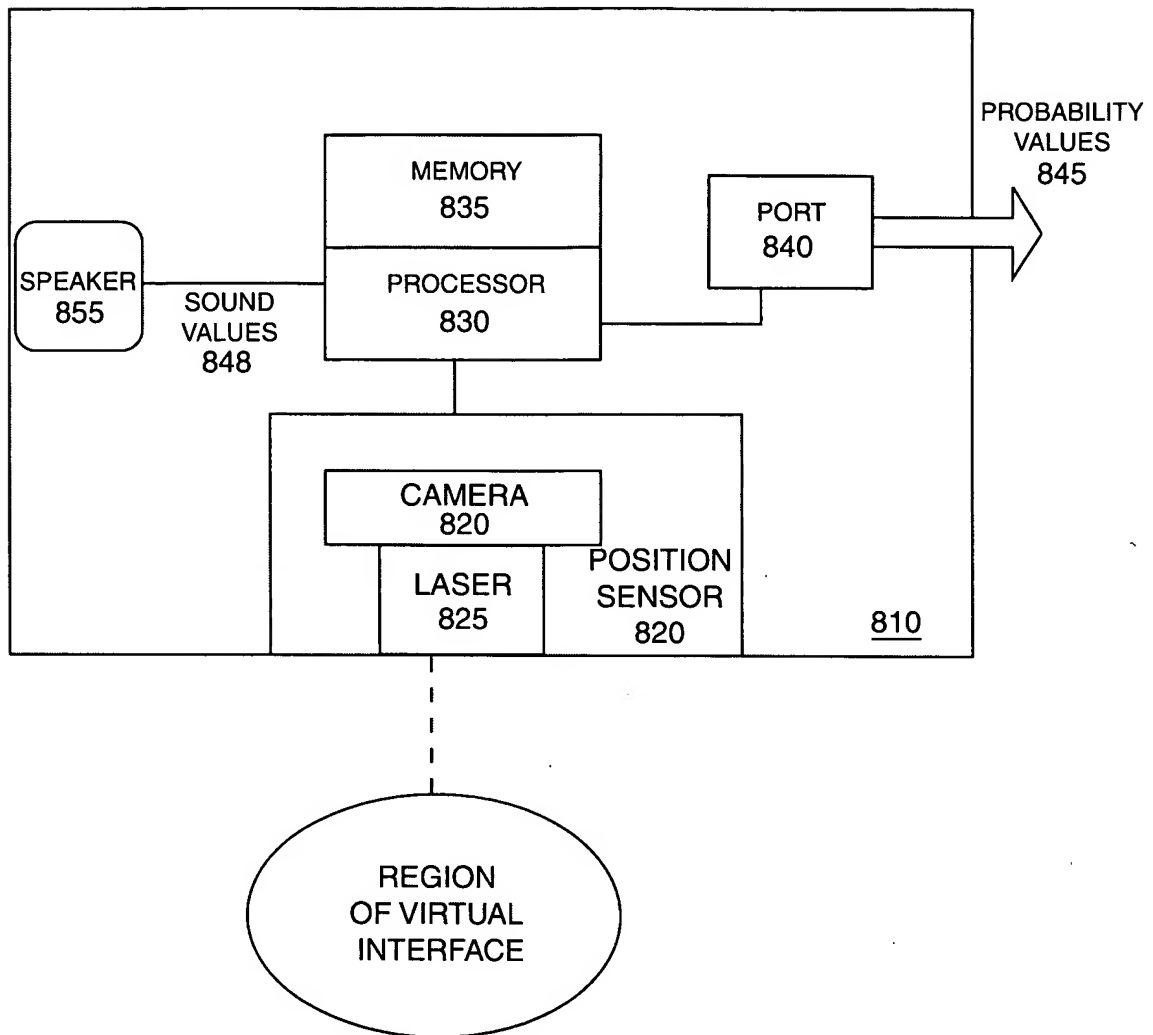 PROBABILITY
VALUES
845
MEMORY
835
PORT
840
SPEAKER
855
SOUND
VALUES
848
PROCESSOR
830
CAMERA
820
LASER
825
POSITION
SENSOR
820
810
REGION
OF VIRTUAL
INTERFACE